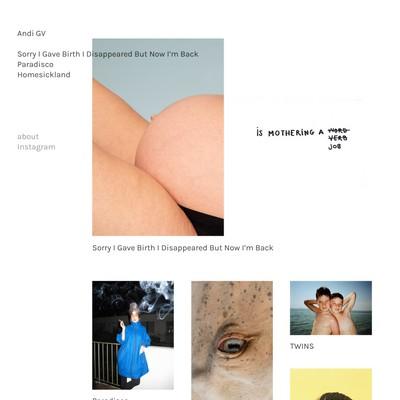 Andi GV
Sorry I Gave Birth I Disappeared But Now I'm Back
Paradisco
Homesickland
about
Instagram
IS MOTHERING A WORD
VERB
JOB
Sorry I Gave Birth I Disappeared But Now I'm Back
TWINS
Paradisco